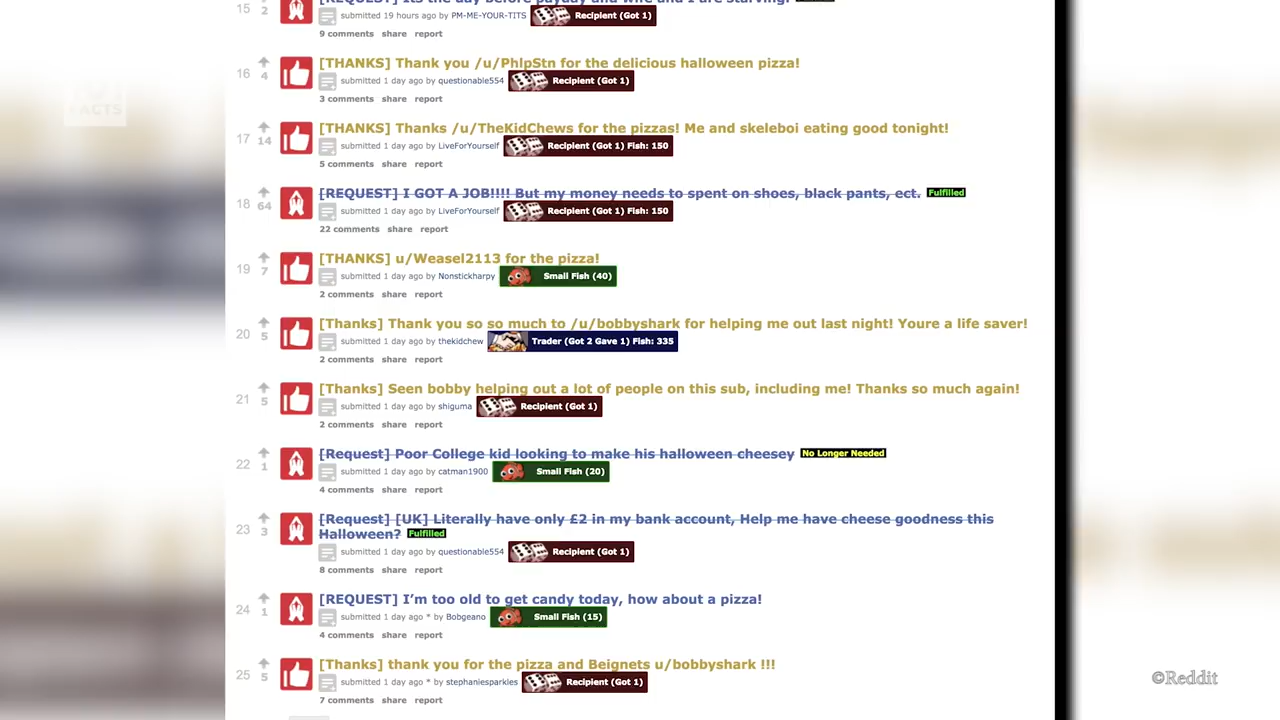 15
2
[REQUEST] Its the day before payday and wife and I are starving!
submitted 19 hours ago by PM-ME-YOUR-TITS Recipient (Got 1)
9 comments share report
16
4
[THANKS] Thank you /u/PhlpStn for the delicious halloween pizza!
submitted 1 day ago by questionable554 Recipient (Got 1)
3 comments share report
17
14
[THANKS] Thanks /u/TheKidChews for the pizzas! Me and skeleboi eating good tonight!
submitted 1 day ago by LiveForYourself Recipient (Got 1) Fish: 150
5 comments share report
18
64
[REQUEST] I GOT A JOB!!!! But my money needs to spent on shoes, black pants, ect. Fulfilled
submitted 1 day ago by LiveForYourself Recipient (Got 1) Fish: 150
22 comments share report
19
7
[THANKS] u/Weasel2113 for the pizza!
submitted 1 day ago by Nonstickharpy Small Fish (40)
2 comments share report
20
5
[Thanks] Thank you so so much to /u/bobbyshark for helping me out last night! Youre a life saver!
submitted 1 day ago by thekidchew Trader (Got 2 Gave 1) Fish: 335
2 comments share report
21
5
[Thanks] Seen bobby helping out a lot of people on this sub, including me! Thanks so much again!
submitted 1 day ago by shiguma Recipient (Got 1)
2 comments share report
22
1
[Request] Poor College kid looking to make his halloween cheesey No Longer Needed
submitted 1 day ago by catman1900 Small Fish (20)
4 comments share report
23
3
[Request] [UK] Literally have only £2 in my bank account, Help me have cheese goodness this
Halloween? Fulfilled
submitted 1 day ago by questionable554 Recipient (Got 1)
8 comments share report
24
1
[REQUEST] I’m too old to get candy today, how about a pizza!
submitted 1 day ago * by Bobgeano Small Fish (15)
4 comments share report
25
5
[Thanks] thank you for the pizza and Beignets u/bobbyshark !!!
submitted 1 day ago * by stephaniesparkles Recipient (Got 1)
7 comments share report
FACTS
©Reddit